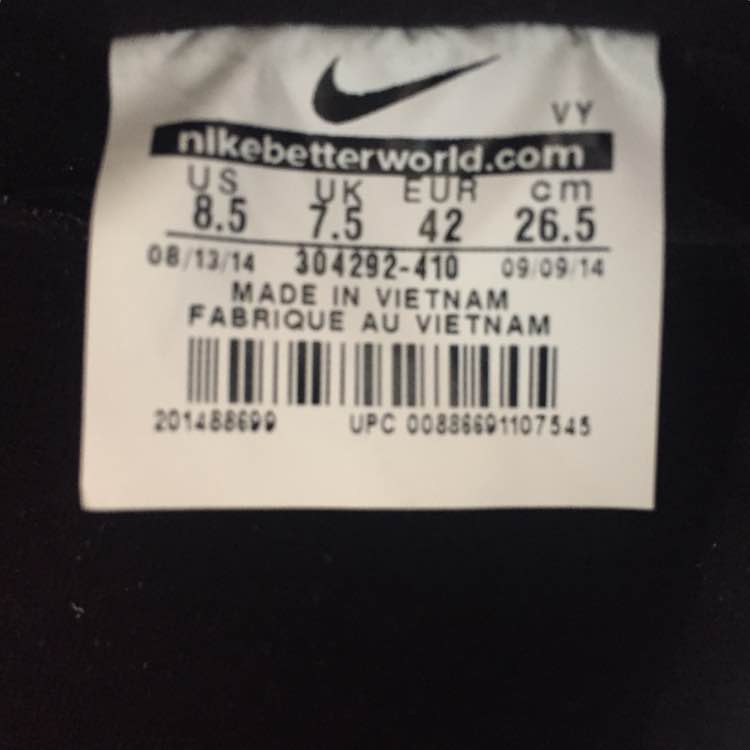 VY
nikebetterworld.com
US UK EUR cm
8.5 7.5 42 26.5
08/13/14 304292-410 09/09/14
MADE IN VIETNAM
FABRIQUE AU VIETNAM
201488699 UPC 00886691107545